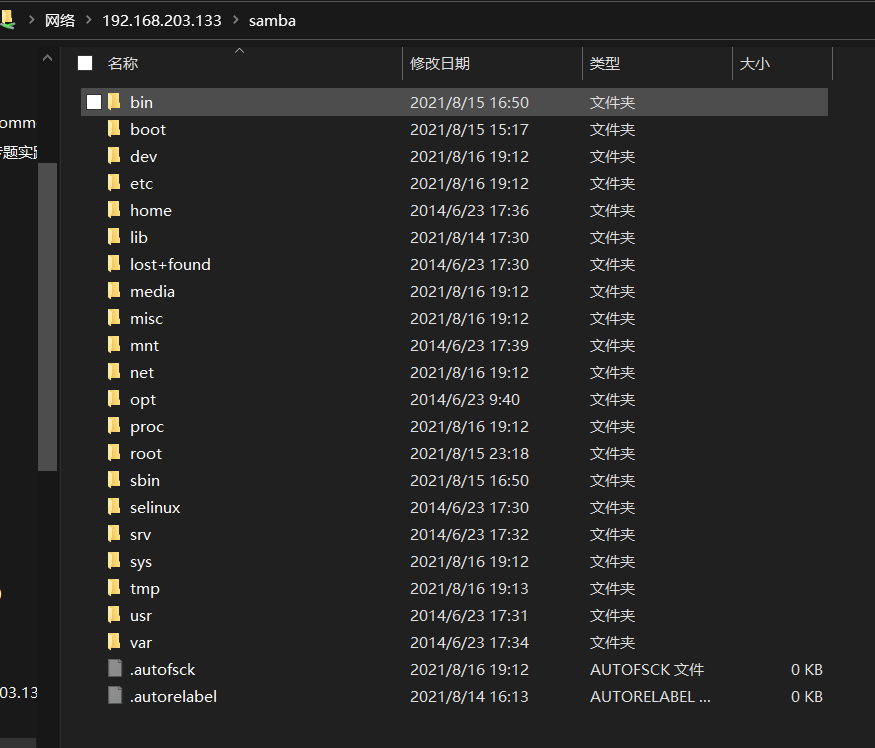 网络 > 192.168.203.133 > samba
名称 修改日期 类型 大小
bin 2021/8/15 16:50 文件夹
boot 2021/8/15 15:17 文件夹
omme
dev 2021/8/16 19:12 文件夹
题实践
etc 2021/8/16 19:12 文件夹
home 2014/6/23 17:36 文件夹
lib 2021/8/14 17:30 文件夹
lost+found 2014/6/23 17:30 文件夹
media 2021/8/16 19:12 文件夹
misc 2021/8/16 19:12 文件夹
mnt 2014/6/23 17:39 文件夹
net 2021/8/16 19:12 文件夹
opt 2014/6/23 9:40 文件夹
proc 2021/8/16 19:12 文件夹
root 2021/8/15 23:18 文件夹
sbin 2021/8/15 16:50 文件夹
selinux 2014/6/23 17:30 文件夹
srv 2014/6/23 17:32 文件夹
sys 2021/8/16 19:12 文件夹
tmp 2021/8/16 19:13 文件夹
usr 2014/6/23 17:31 文件夹
var 2014/6/23 17:34 文件夹
.autofsck 2021/8/16 19:12 AUTOFSCK 文件 0 KB
03.13
.autorelabel 2021/8/14 16:13 AUTORELABEL ... 0 KB